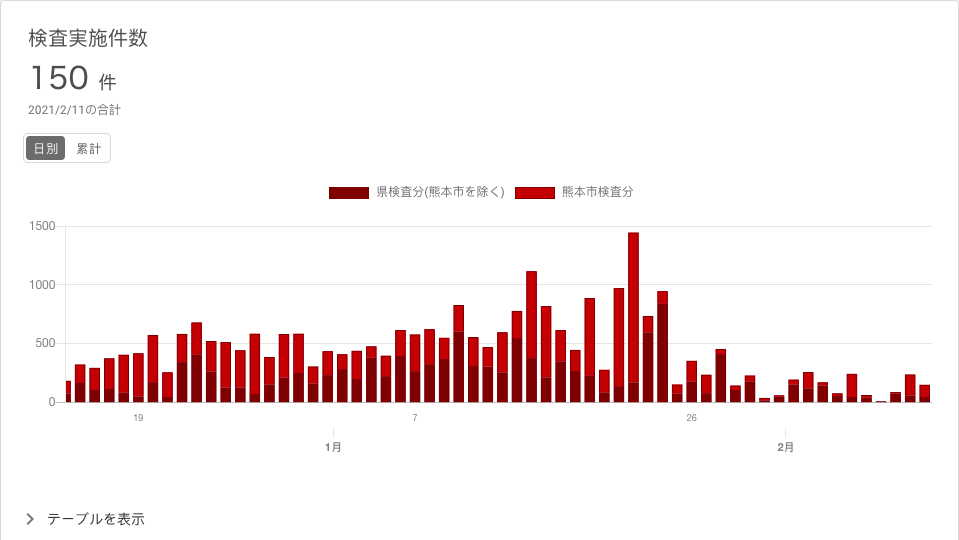 検査実施件数
150 件
2021/2/11の合計
日別 累計
県検査分(熊本市を除く) 熊本市検査分
1500
1000
500
0
19 7 26
1月 2月
テーブルを表示